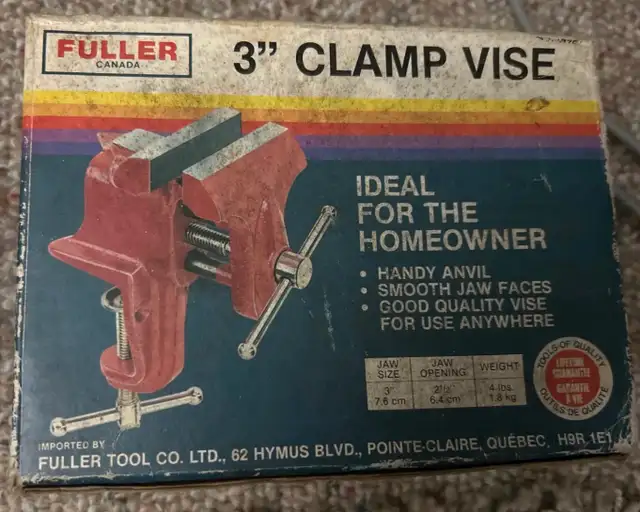 FULLER
CANADA
3” CLAMP VISE
IDEAL
FOR THE
HOMEOWNER
• HANDY ANVIL
• SMOOTH JAW FACES
• GOOD QUALITY VISE
FOR USE ANYWHERE
JAW SIZE JAW OPENING WEIGHT
3" 2½" 4 lbs.
7.6 cm 6.4 cm 1.8 kg
TOOLS OF QUALITY
LIFETIME
GUARANTEE
GARANTIE
À VIE
OUTILS DE QUALITÉ
IMPORTED BY
FULLER TOOL CO. LTD., 62 HYMUS BLVD., POINTE-CLAIRE, QUÉBEC. H9R 1E1